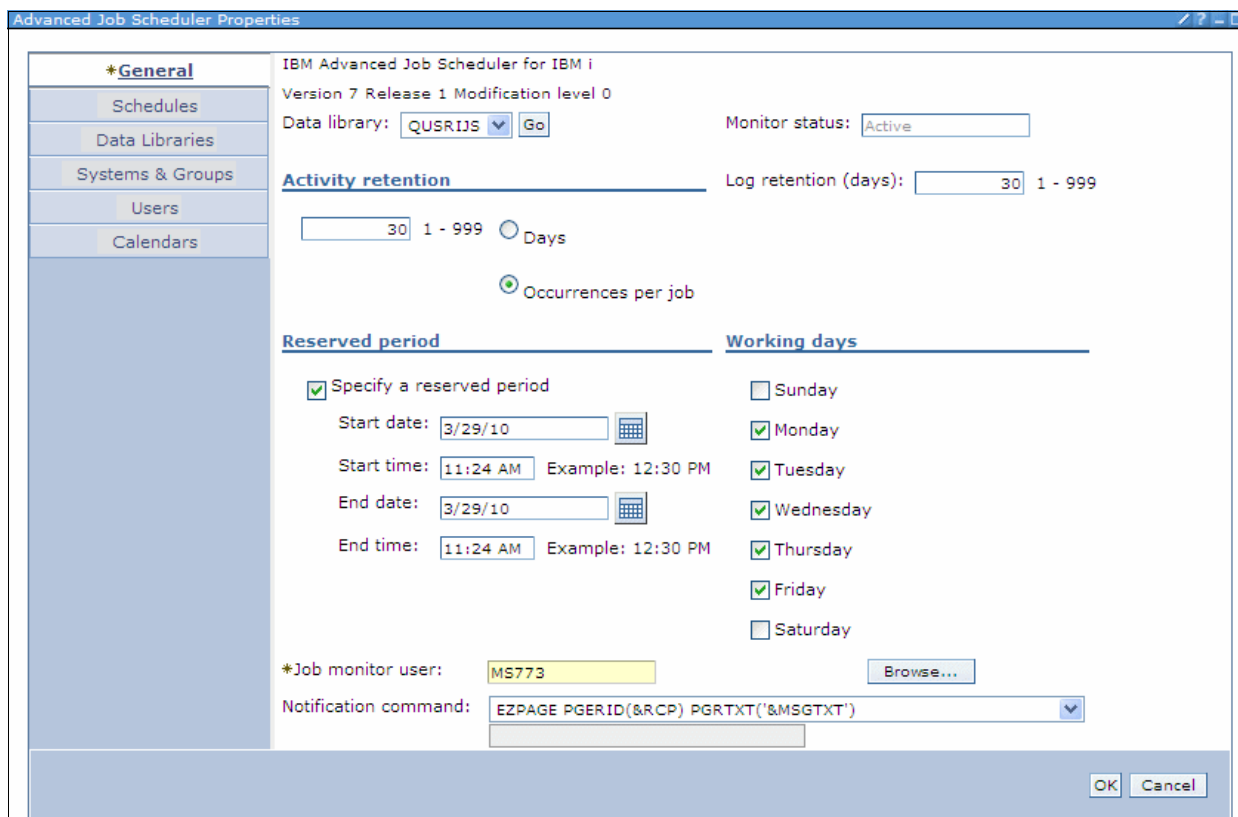 Advanced Job Scheduler Properties
*General
Schedules
Data Libraries
Systems & Groups
Users
Calendars
IBM Advanced Job Scheduler for IBM i
Version 7 Release 1 Modification level 0
Data library: QUSRIJS Go
Monitor status: Active
Activity retention
Log retention (days): 30 1 - 999
30 1 - 999 Days
Occurrences per job
Reserved period
Specify a reserved period
Start date: 3/29/10
Start time: 11:24 AM Example: 12:30 PM
End date: 3/29/10
End time: 11:24 AM Example: 12:30 PM
Working days
Sunday
Monday
Tuesday
Wednesday
Thursday
Friday
Saturday
*Job monitor user: MS773 Browse...
Notification command: EZPAGE PGERID(&RCP) PGRTXT('&MSGTXT')
OK Cancel